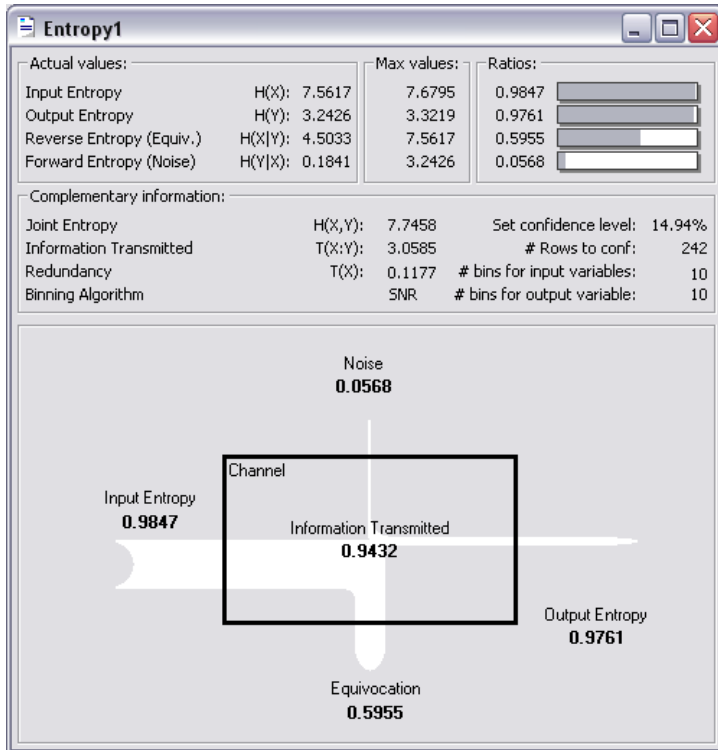 Entropy1
Actual values: Max values: Ratios:
Input Entropy H(X): 7.5617 7.6795 0.9847
Output Entropy H(Y): 3.2426 3.3219 0.9761
Reverse Entropy (Equiv.) H(X|Y): 4.5033 7.5617 0.5955
Forward Entropy (Noise) H(Y|X): 0.1841 3.2426 0.0568
Complementary information:
Joint Entropy H(X,Y): 7.7458 Set confidence level: 14.94%
Information Transmitted T(X:Y): 3.0585 # Rows to conf: 242
Redundancy T(X): 0.1177 # bins for input variables: 10
Binning Algorithm SNR # bins for output variable: 10
Noise
0.0568
Channel
Input Entropy
0.9847
Information Transmitted
0.9432
Output Entropy
0.9761
Equivocation
0.5955